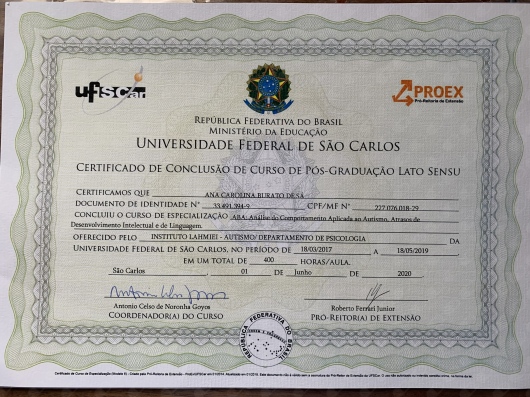 ufscar
PROEX
Pró-Reitoria de Extensão
REPÚBLICA FEDERATIVA DO BRASIL
MINISTÉRIO DA EDUCAÇÃO
UNIVERSIDADE FEDERAL DE SÃO CARLOS
CERTIFICADO DE CONCLUSÃO DE CURSO DE PÓS-GRADUAÇÃO LATO SENSU
CERTIFICAMOS QUE ANA CAROLINA BURATO DE SÁ
DOCUMENTO DE IDENTIDADE Nº 33.491.394-9 CPF/MF Nº 227.076.018-29
CONCLUIU O CURSO DE ESPECIALIZAÇÃO ABA: Análise do Comportamento Aplicada ao Autismo, Atrasos de
Desenvolvimento Intelectual e de Linguagem.
OFERECIDO PELO INSTITUTO LAHMIEI - AUTISMO/ DEPARTAMENTO DE PSICOLOGIA DA
UNIVERSIDADE FEDERAL DE SÃO CARLOS, NO PERÍODO DE 18/03/2017 A 18/05/2019
EM UM TOTAL DE 400 HORAS/AULA.
São Carlos, 01 de Junho de 2020
Antonio Celso de Noronha Goyos
COORDENADOR(A) DO CURSO
Roberto Ferrari Junior
PRÓ-REITOR(A) DE EXTENSÃO
REPÚBLICA FEDERATIVA DO BRASIL